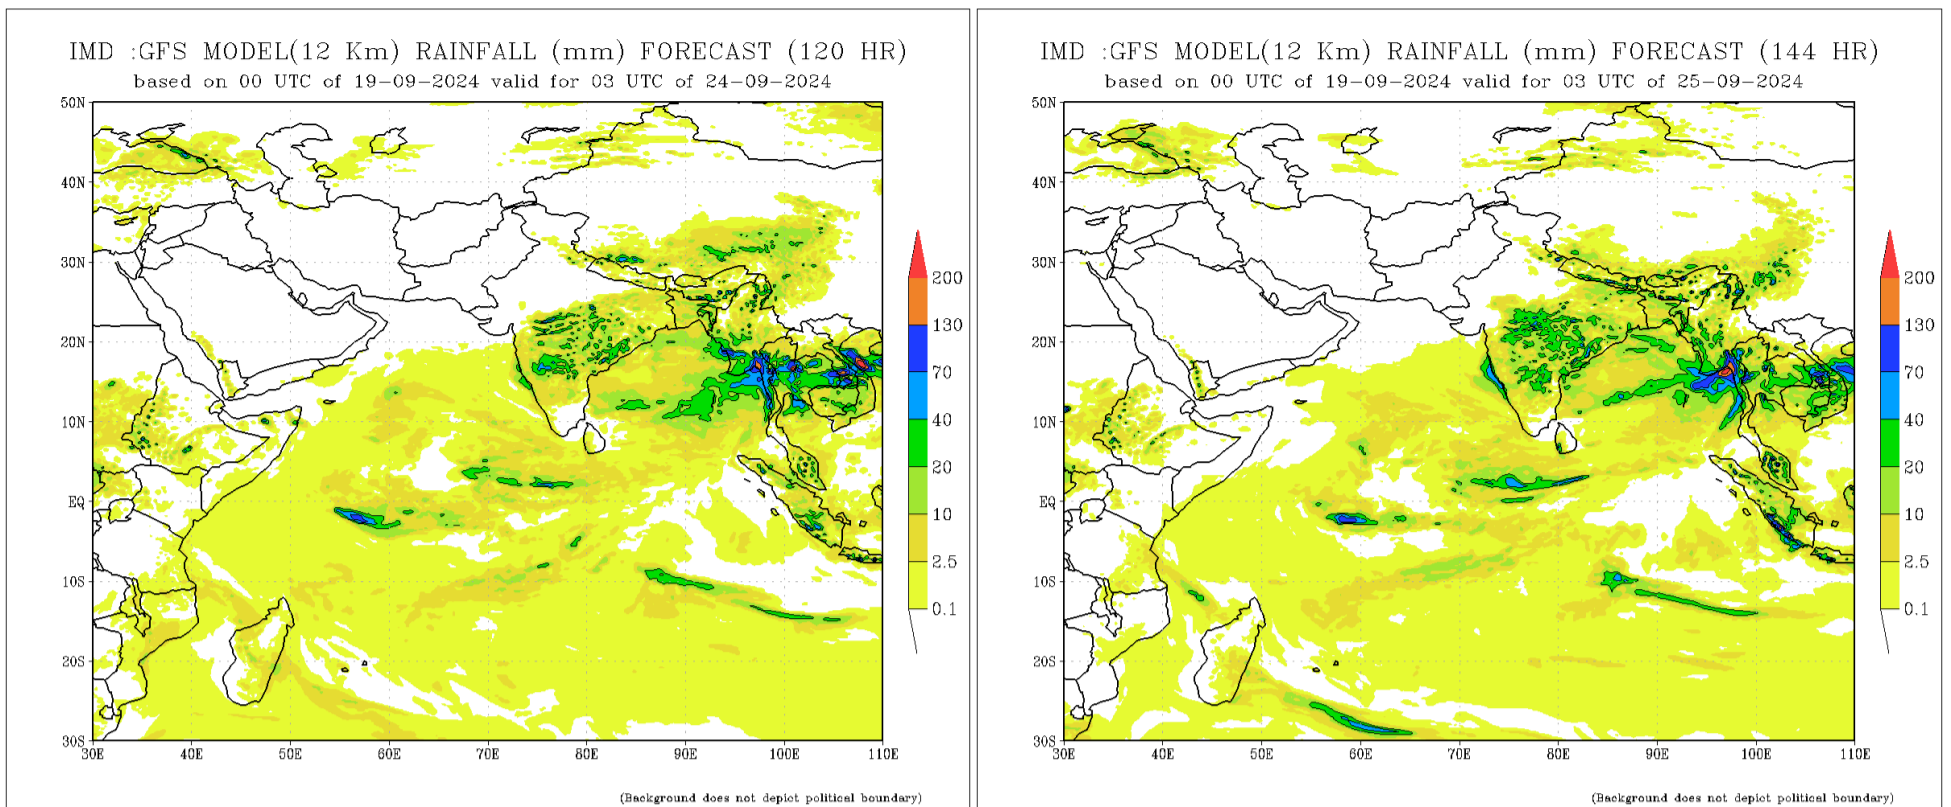 IMD :GFS MODEL(12 Km) RAINFALL (mm) FORECAST (120 HR)
based on 00 UTC of 19-09-2024 valid for 03 UTC of 24-09-2024
50N
40N
30N
20N
10N
EQ
10S
20S
30S
30E 40E 50E 60E 70E 80E 90E 100E 110E
200
130
70
40
20
10
2.5
0.1
(Background does not depict political boundary)
IMD :GFS MODEL(12 Km) RAINFALL (mm) FORECAST (144 HR)
based on 00 UTC of 19-09-2024 valid for 03 UTC of 25-09-2024
50N
40N
30N
20N
10N
EQ
10S
20S
30S
30E 40E 50E 60E 70E 80E 90E 100E 110E
200
130
70
40
20
10
2.5
0.1
(Background does not depict political boundary)